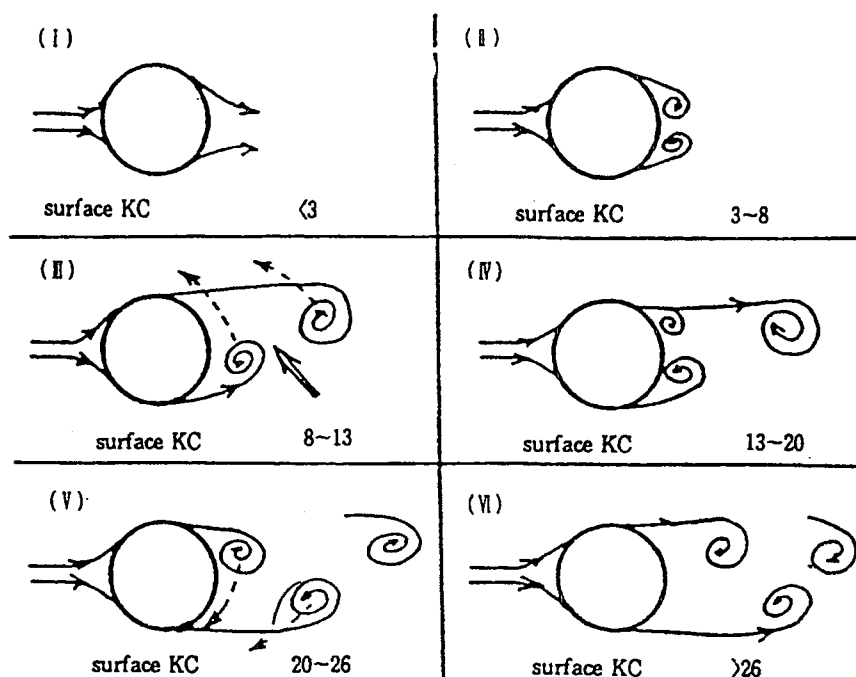 (Ⅰ)
surface KC <3
(Ⅱ)
surface KC 3~8
(Ⅲ)
surface KC 8~13
(Ⅳ)
surface KC 13~20
(Ⅴ)
surface KC 20~26
(Ⅵ)
surface KC >26